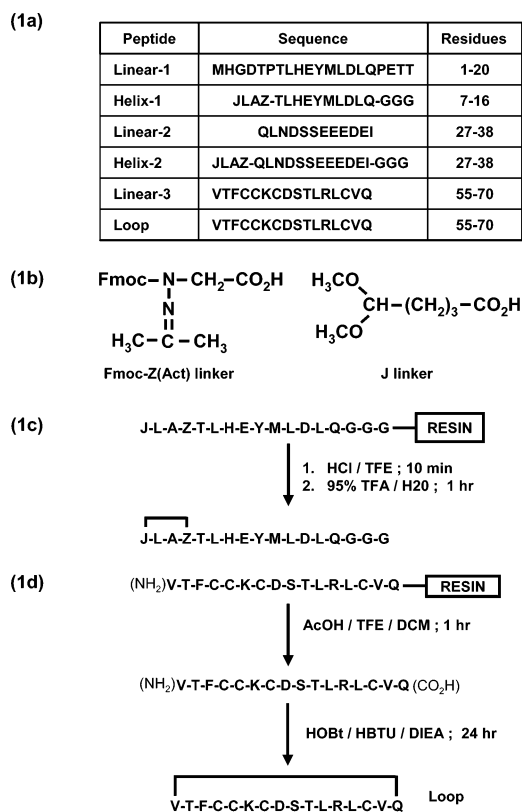 (1a)
Peptide Sequence Residues
Linear-1 MHGDTPTLHEYMLDLQPETT 1-20
Helix-1 JLAZ-TLHEYMLDLQ-GGG 7-16
Linear-2 QLNDSSEEEDEI 27-38
Helix-2 JLAZ-QLNDSSEEEDEI-GGG 27-38
Linear-3 VTFCCKCDSTLRLCVQ 55-70
Loop VTFCCKCDSTLRLCVQ 55-70
(1b)
Fmoc–N–CH2–CO2H
N
H3C–C–CH3
Fmoc-Z(Act) linker
H3CO
CH–(CH2)3–CO2H
H3CO
J linker
(1c)
J-L-A-Z-T-L-H-E-Y-M-L-D-L-Q-G-G-G RESIN
1. HCl / TFE ; 10 min
2. 95% TFA / H20 ; 1 hr
J-L-A-Z-T-L-H-E-Y-M-L-D-L-Q-G-G-G
(1d)
(NH2)V-T-F-C-C-K-C-D-S-T-L-R-L-C-V-Q RESIN
AcOH / TFE / DCM ; 1 hr
(NH2)V-T-F-C-C-K-C-D-S-T-L-R-L-C-V-Q (CO2H)
HOBt / HBTU / DIEA ; 24 hr
Loop
V-T-F-C-C-K-C-D-S-T-L-R-L-C-V-Q